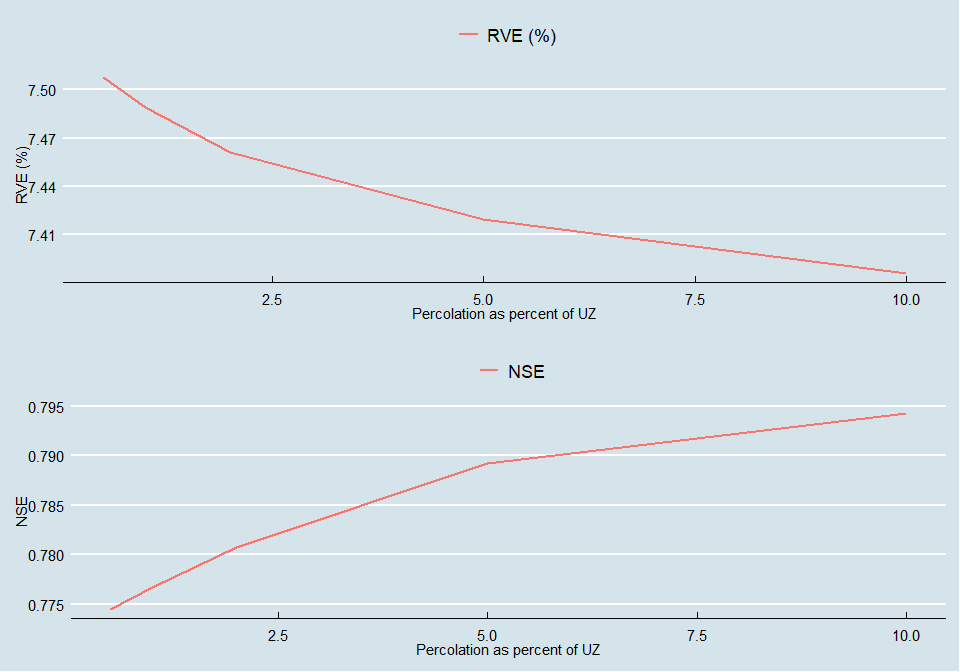 RVE (%)
7.50
7.47
7.44
7.41
RVE (%)
2.5 5.0 7.5 10.0
Percolation as percent of UZ
NSE
0.795
0.790
0.785
0.780
0.775
NSE
2.5 5.0 7.5 10.0
Percolation as percent of UZ